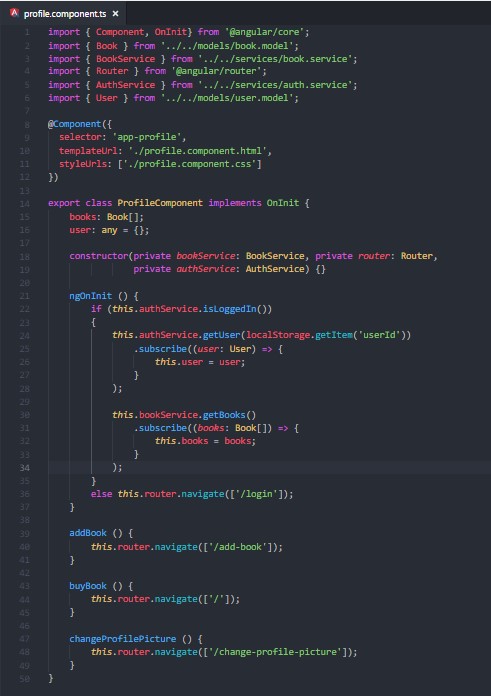 profile.component.ts ×
1 import { Component, OnInit} from '@angular/core';
2 import { Book } from '../../models/book.model';
3 import { BookService } from '../../services/book.service';
4 import { Router } from '@angular/router';
5 import { AuthService } from '../../services/auth.service';
6 import { User } from '../../models/user.model';
7
8 @Component({
9   selector: 'app-profile',
10   templateUrl: './profile.component.html',
11   styleUrls: ['./profile.component.css']
12 })
13
14 export class ProfileComponent implements OnInit {
15     books: Book[];
16     user: any = {};
17
18     constructor(private bookService: BookService, private router: Router,
19                 private authService: AuthService) {}
20
21     ngOnInit () {
22         if (this.authService.isLoggedIn())
23         {
24             this.authService.getUser(localStorage.getItem('userId'))
25                 .subscribe((user: User) => {
26                     this.user = user;
27                 }
28             );
29
30             this.bookService.getBooks()
31                 .subscribe((books: Book[]) => {
32                     this.books = books;
33                 }
34             );
35         }
36         else this.router.navigate(['/login']);
37     }
38
39     addBook () {
40         this.router.navigate(['/add-book']);
41     }
42
43     buyBook () {
44         this.router.navigate(['/']);
45     }
46
47     changeProfilePicture () {
48         this.router.navigate(['/change-profile-picture']);
49     }
50 }